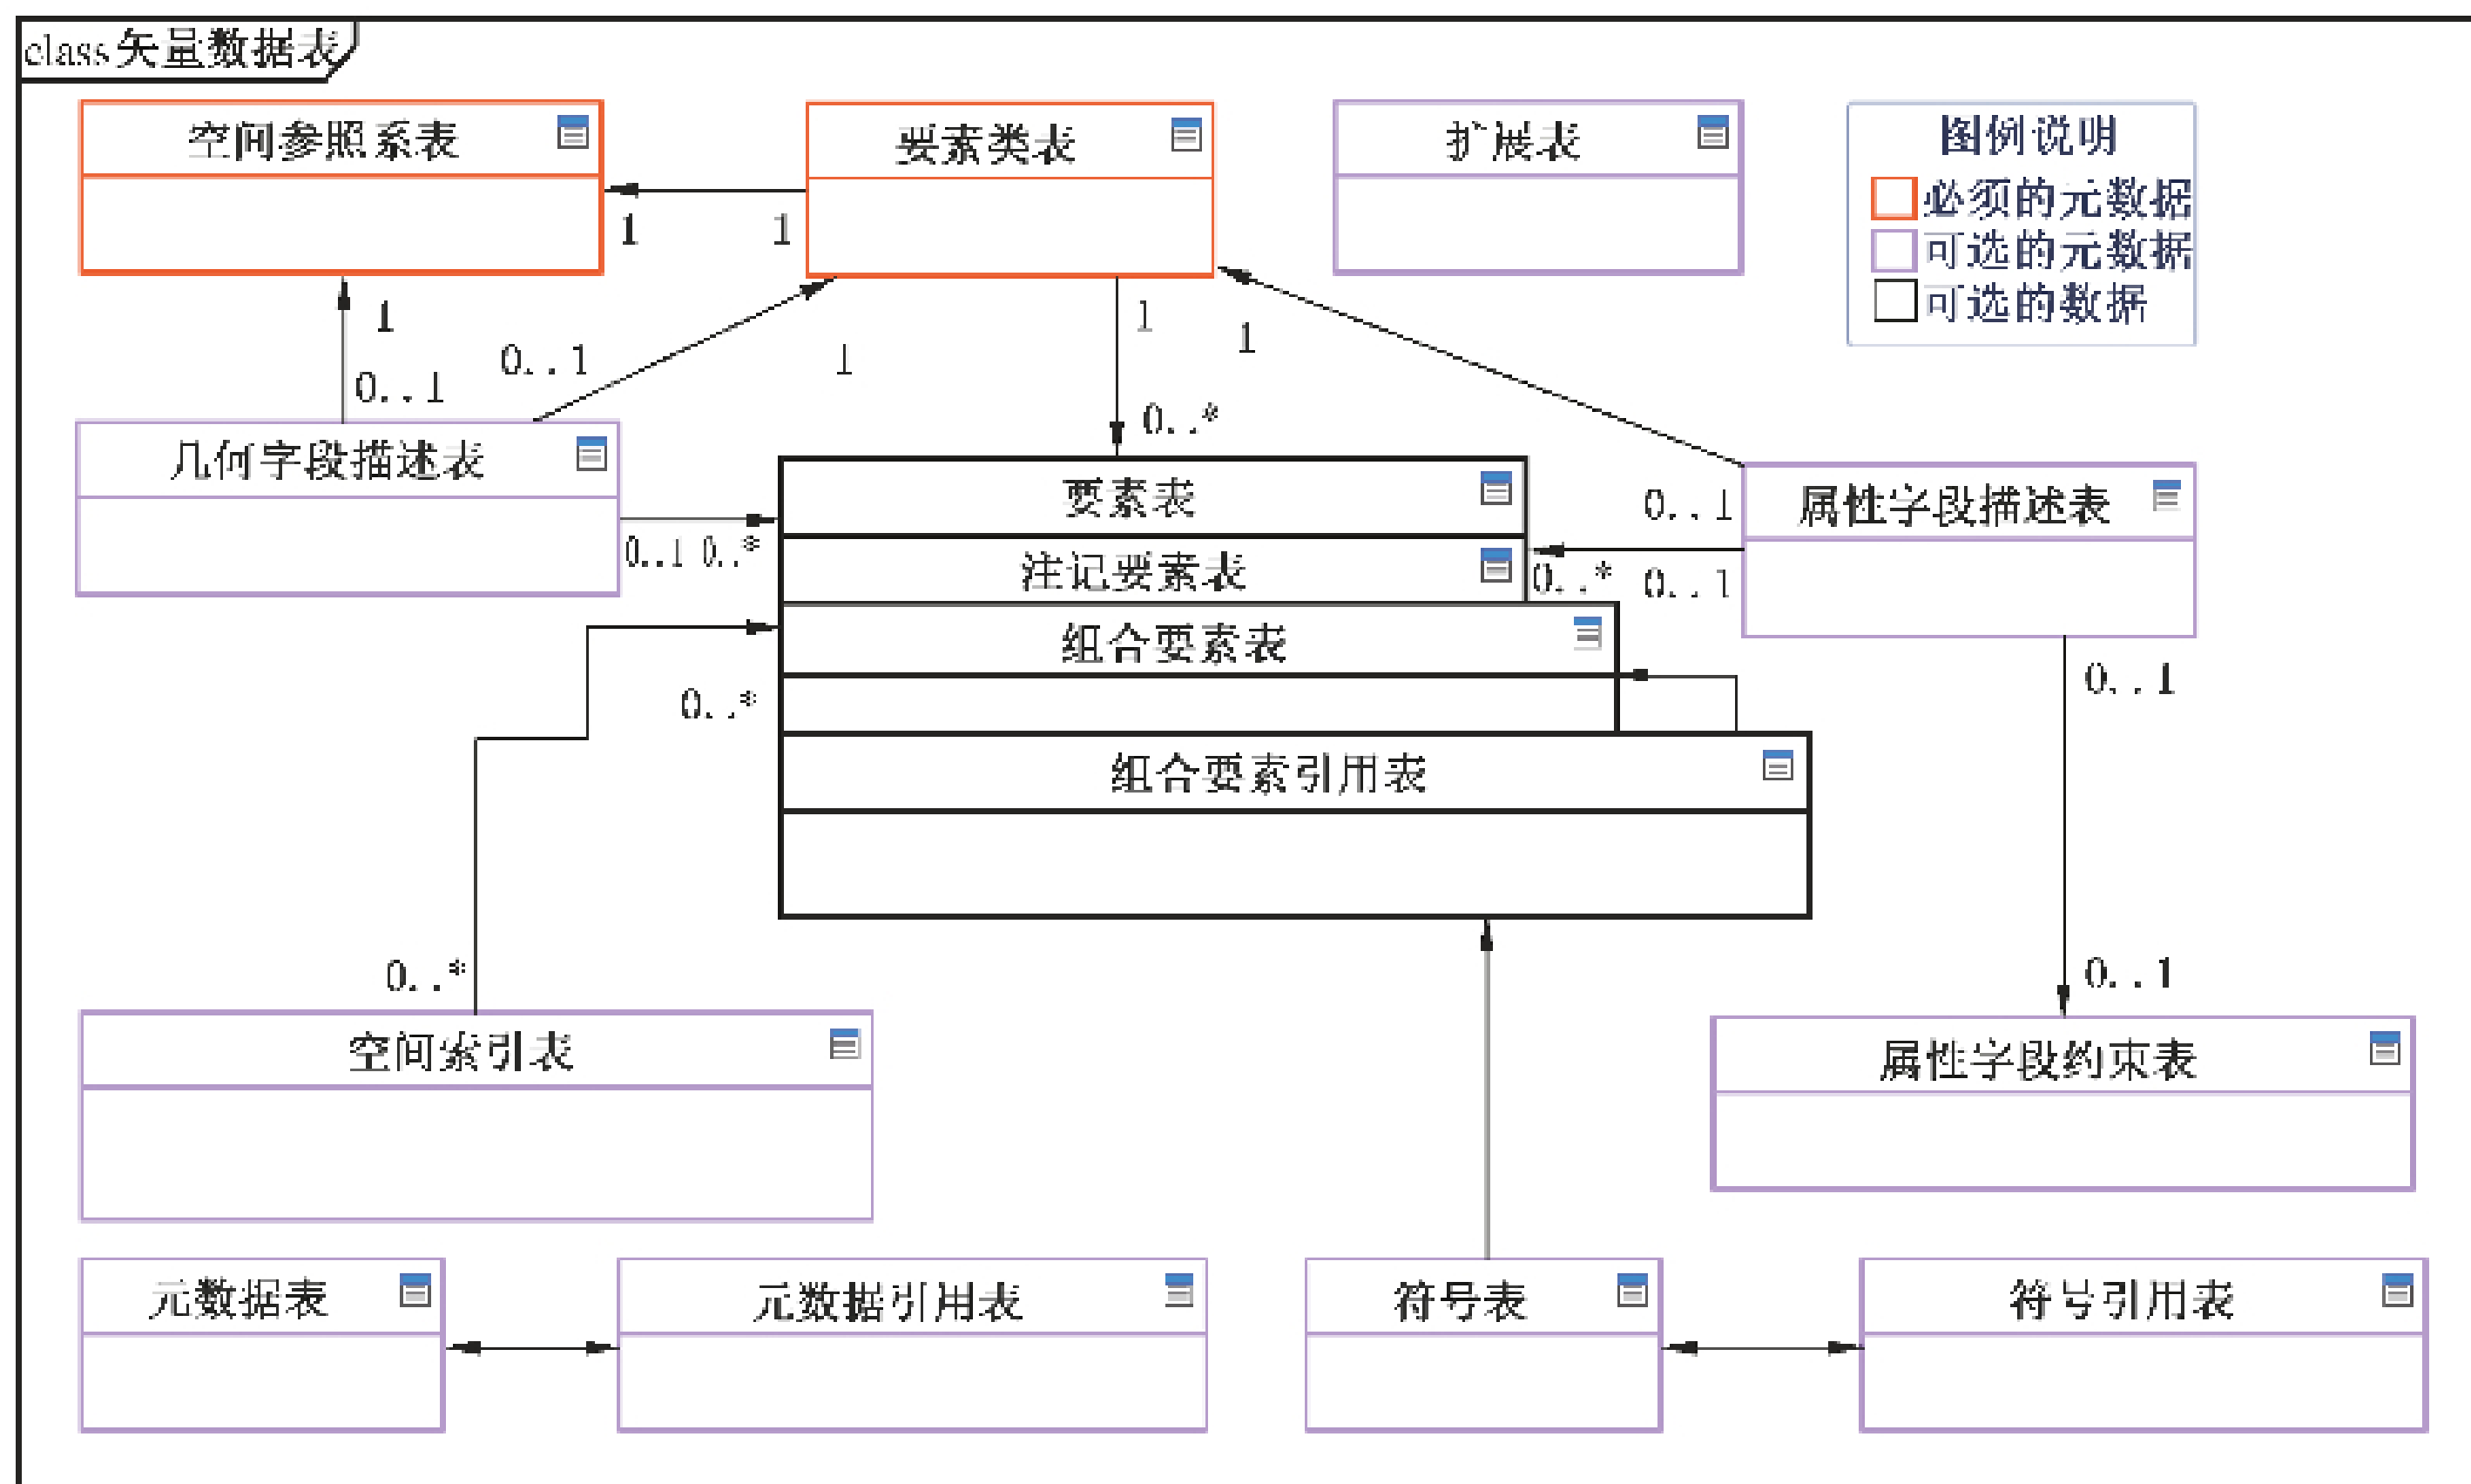 class 矢量数据表
空间参照系表
要素类表
扩展表
图例说明
必须的元数据
可选的元数据
可选的数据
1
1
1
0..1
0..1
1
1
0..*
1
几何字段描述表
要素表
属性字段描述表
0..1
0..1 0..*
注记要素表
0..*
0..1
组合要素表
0..*
0..1
组合要素引用表
0..*
0..1
空间索引表
属性字段约束表
元数据表
元数据引用表
符号表
符号引用表